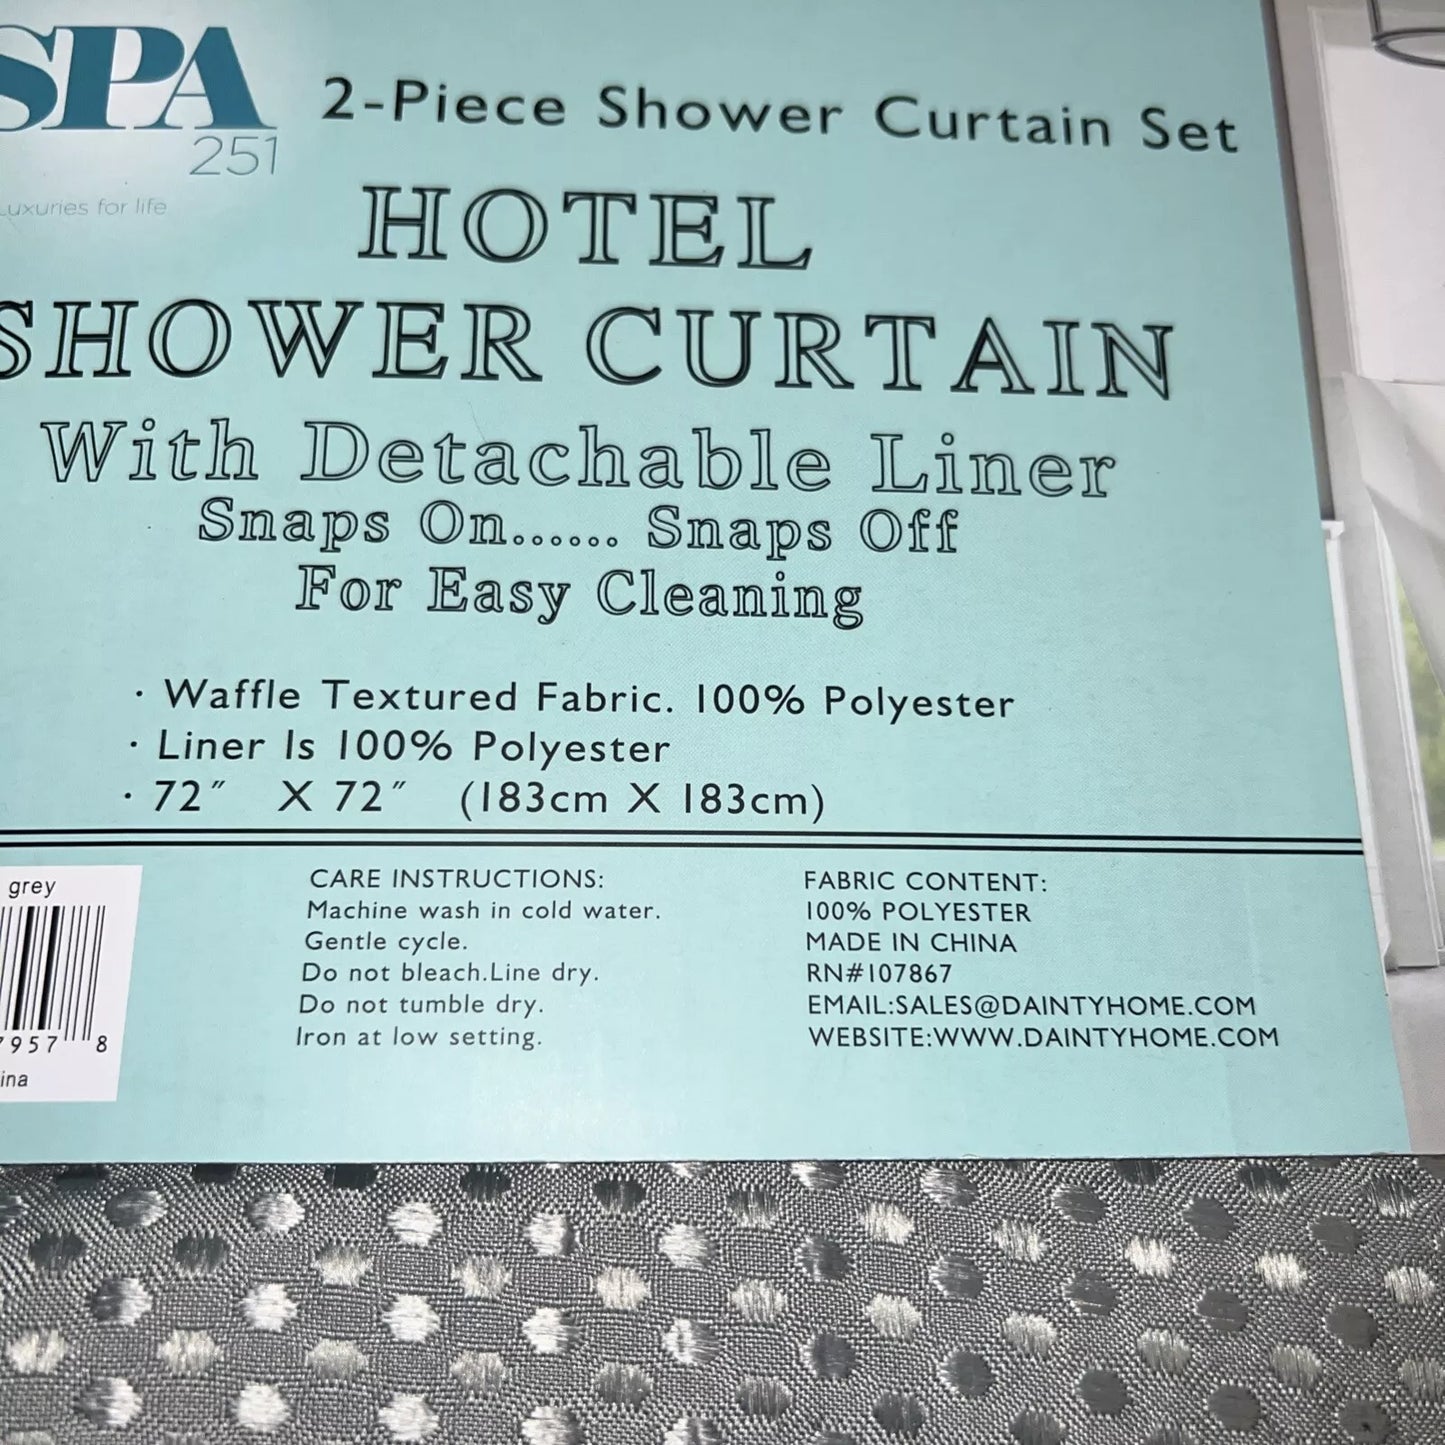 SPA
251
Luxuries for life
2-Piece Shower Curtain Set
HOTEL
SHOWER CURTAIN
With Detachable Liner
Snaps On...... Snaps Off
For Easy Cleaning
· Waffle Textured Fabric. 100% Polyester
· Liner Is 100% Polyester
· 72″ X 72″ (183cm X 183cm)
grey
7957 8
CARE INSTRUCTIONS:
Machine wash in cold water.
Gentle cycle.
Do not bleach.Line dry.
Do not tumble dry.
Iron at low setting.
FABRIC CONTENT:
100% POLYESTER
MADE IN CHINA
RN#107867
EMAIL:SALES@DAINTYHOME.COM
WEBSITE:WWW.DAINTYHOME.COM